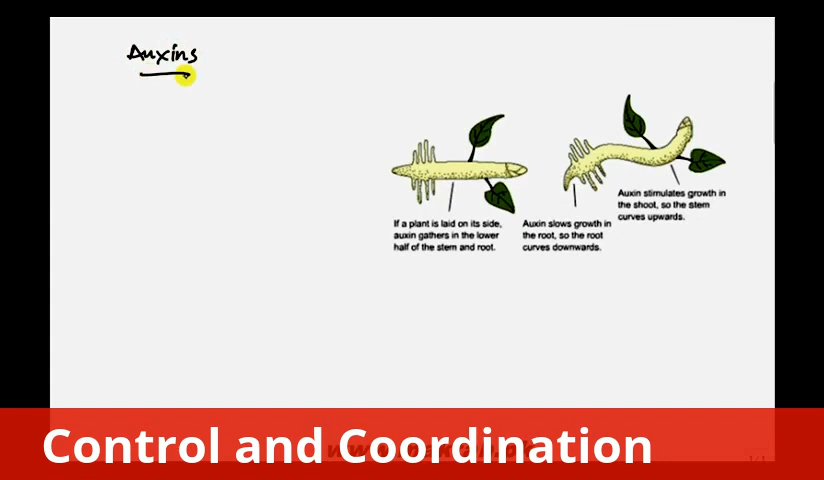 Auxins
If a plant is laid on its side,
auxin gathers in the lower
half of the stem and root.
Auxin slows growth in
the root, so the root
curves downwards.
Auxin stimulates growth in
the shoot, so the stem
curves upwards.
Control and Coordination